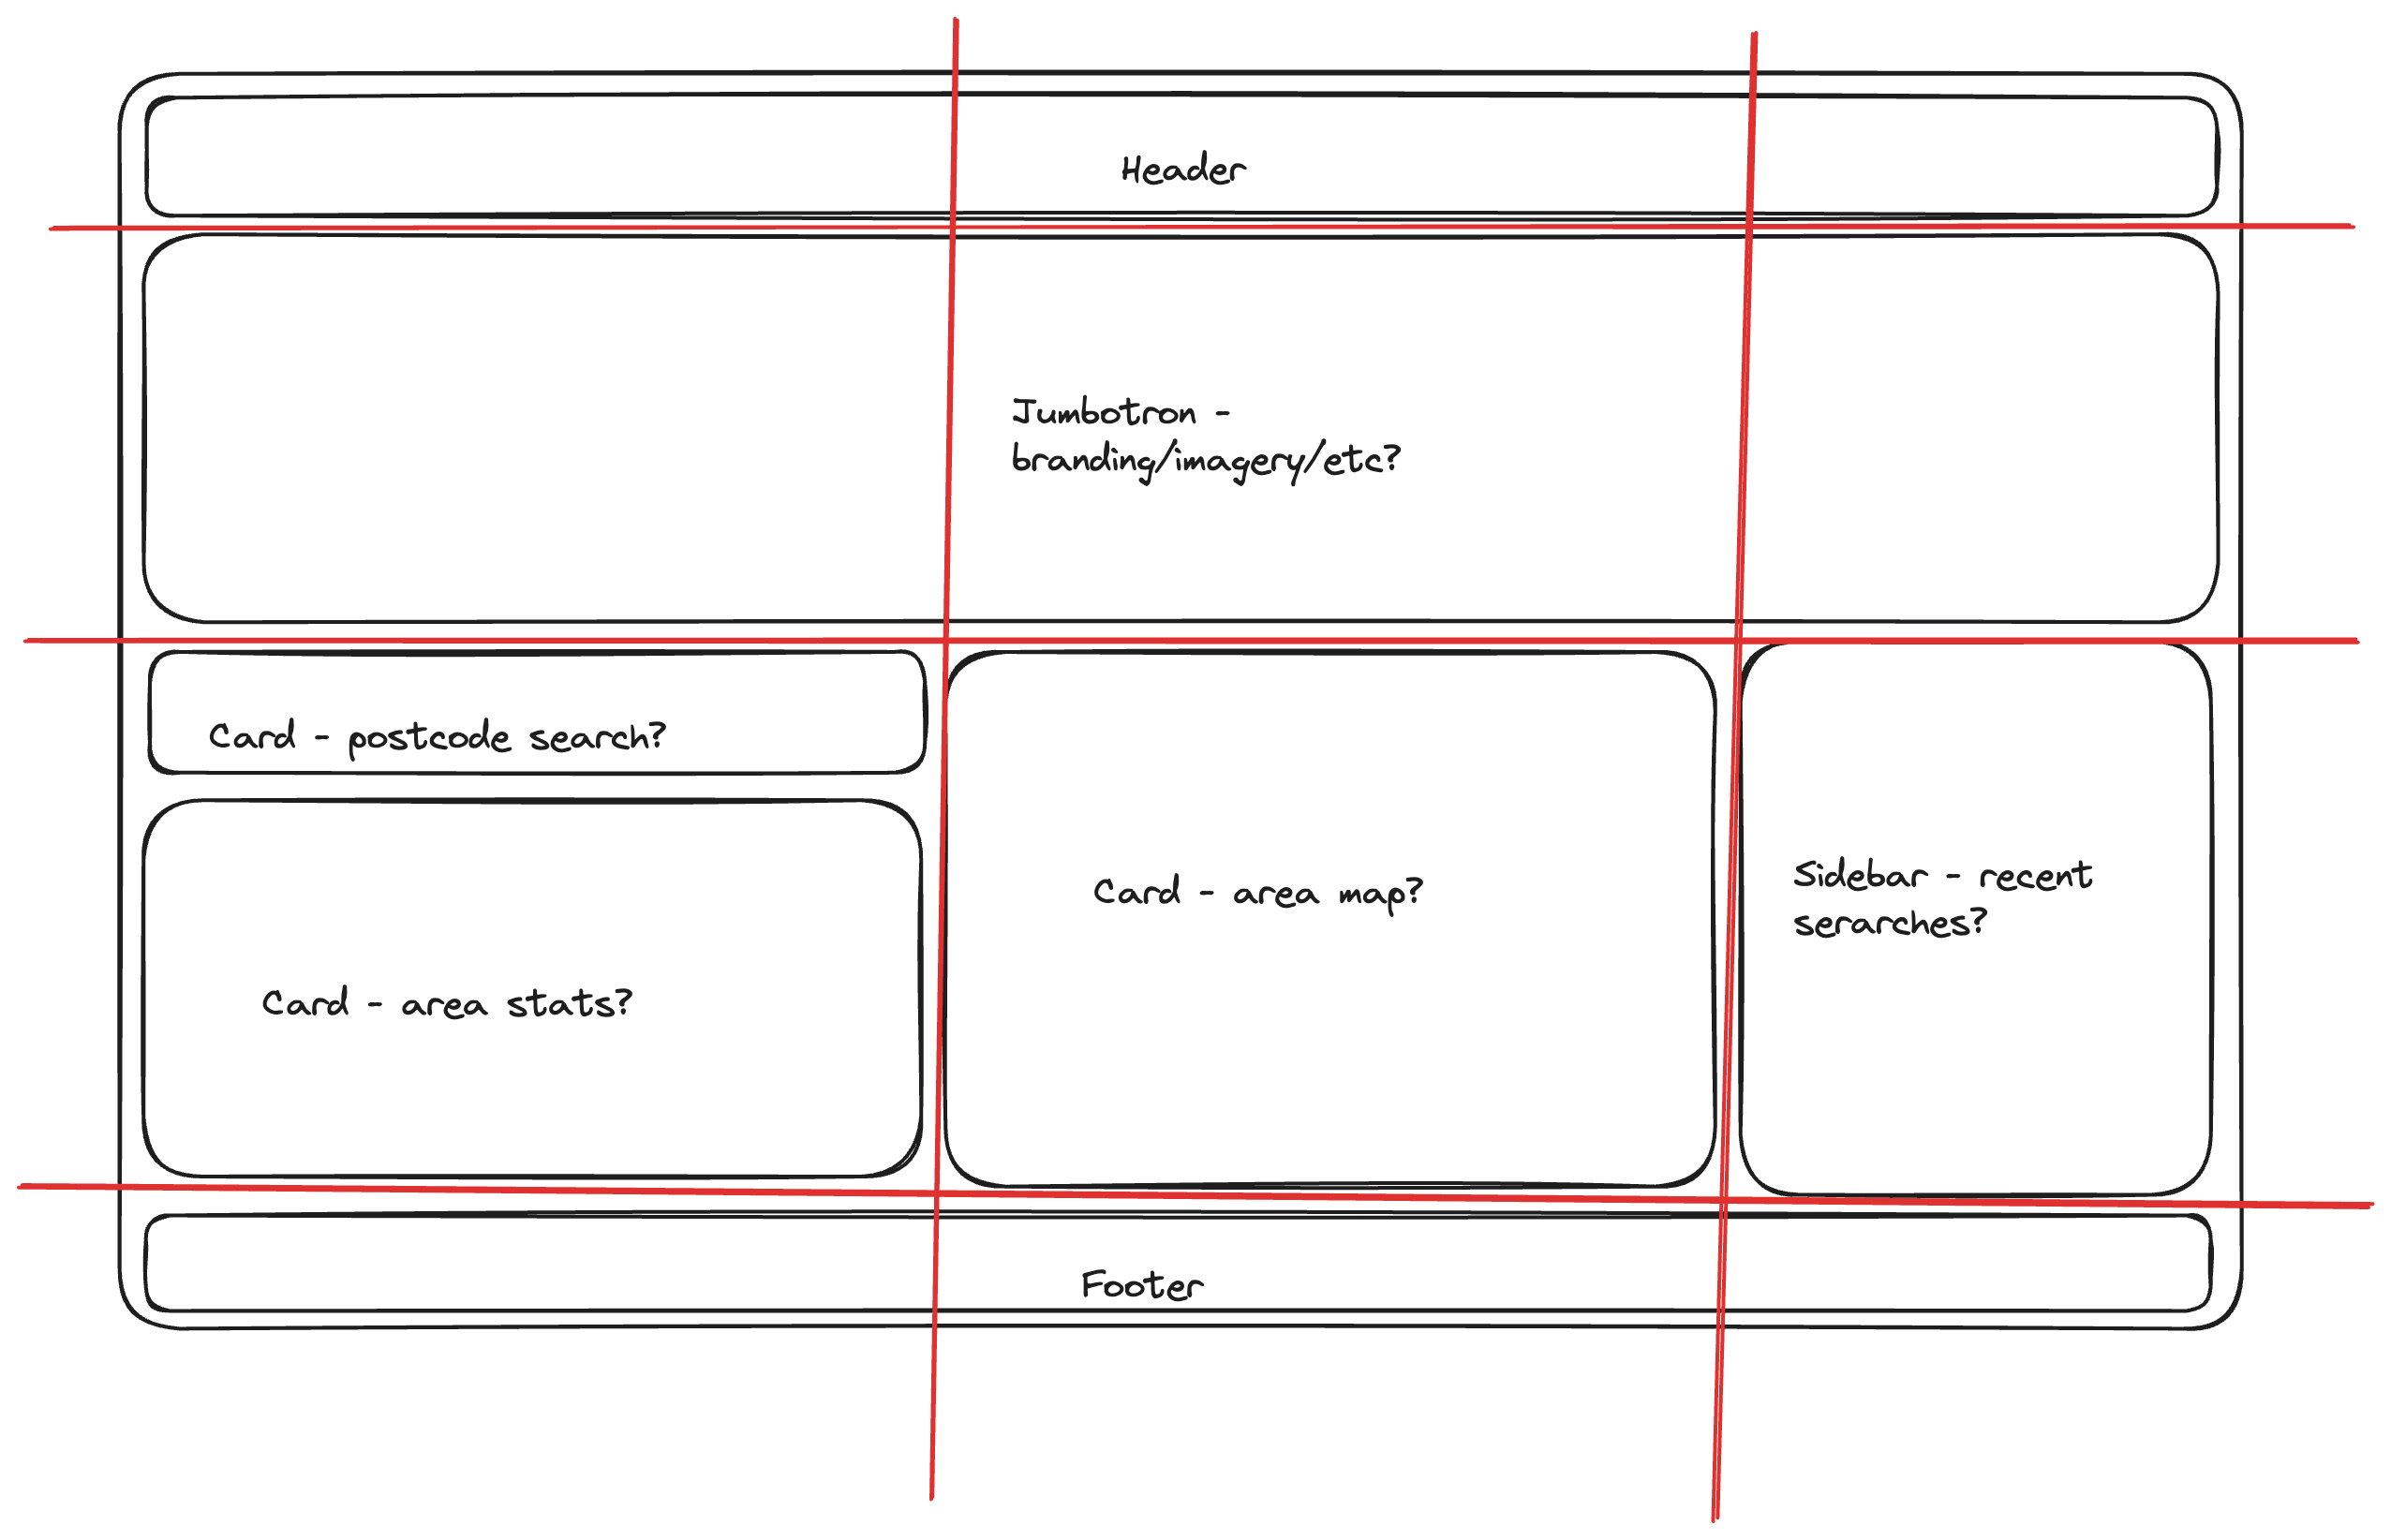 Header
Jumbotron -
branding/imagery/etc?
Card - postcode search?
Card - area stats?
Card - area map?
Sidebar - recent
serarches?
Footer